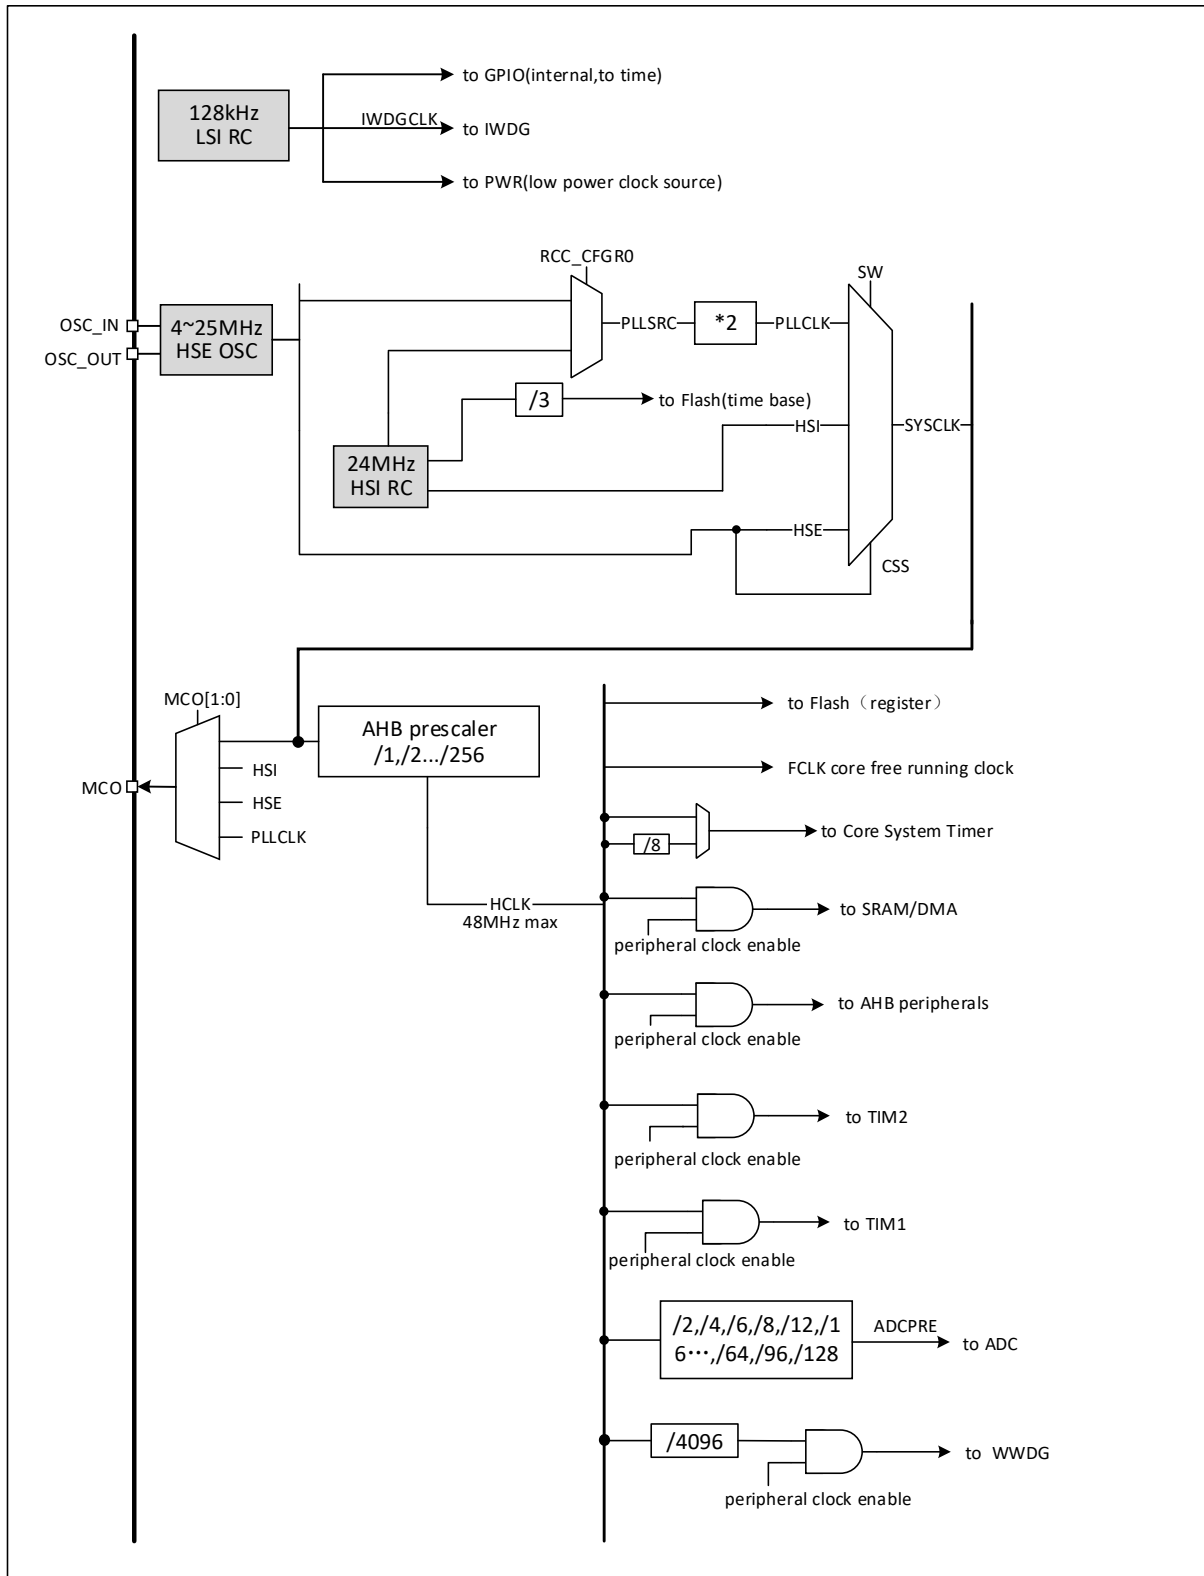 to GPIO(internal,to time)
128kHz
LSI RC
IWDGCLK
to IWDG
to PWR(low power clock source)
RCC_CFGR0
SW
OSC_IN
OSC_OUT
4~25MHz
HSE OSC
PLLSRC
*2
PLLCLK
/3
to Flash(time base)
HSI
SYSCLK
24MHz
HSI RC
HSE
CSS
MCO[1:0]
AHB prescaler
/1,/2.../256
HSI
MCO
HSE
PLLCLK
HCLK
48MHz max
to Flash（register）
FCLK core free running clock
to Core System Timer
/8
to SRAM/DMA
peripheral clock enable
to AHB peripherals
peripheral clock enable
to TIM2
peripheral clock enable
to TIM1
peripheral clock enable
/2,/4,/6,/8,/12,/1
6···,/64,/96,/128
ADCPRE
to ADC
/4096
to WWDG
peripheral clock enable